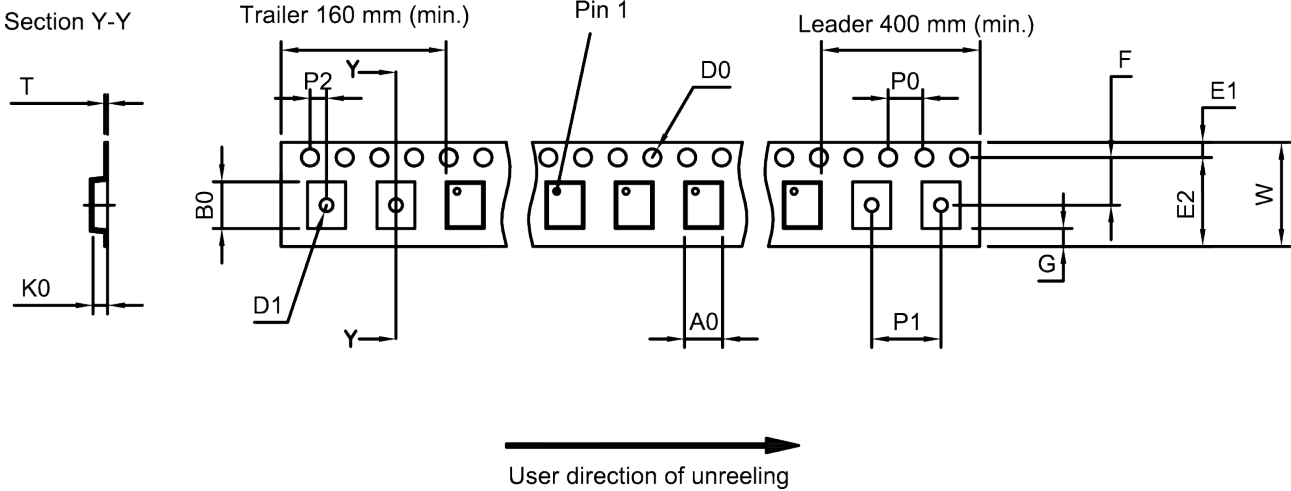 Section Y-Y
Trailer 160 mm (min.)
Pin 1
Leader 400 mm (min.)
T
P2
Y
D0
P0
F
E1
B0
E2
W
K0
D1
Y
A0
P1
G
User direction of unreeling